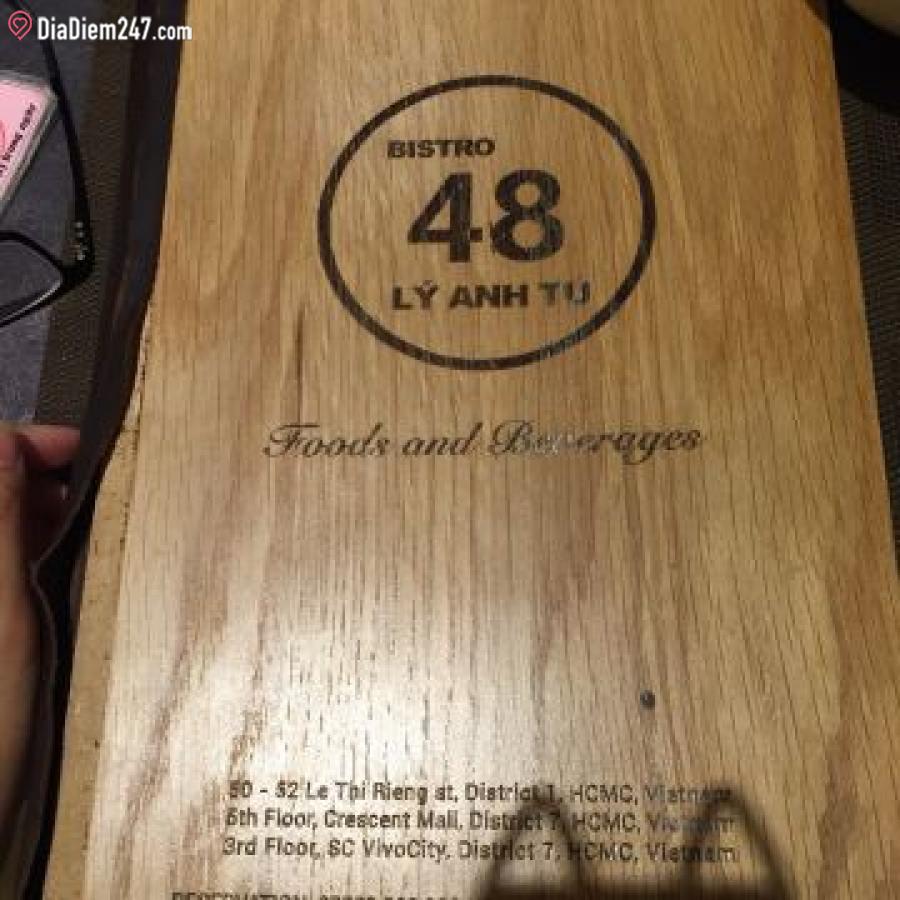 DiaDiem247.com
BISTRO
48
LÝ ANH TÚ
Foods and Beverages
50 - 52 Le Thi Rieng st, District 1, HCMC, Vietnam
5th Floor, Crescent Mall, District 7, HCMC, Vietnam
3rd Floor, SC VivoCity, District 7, HCMC, Vietnam